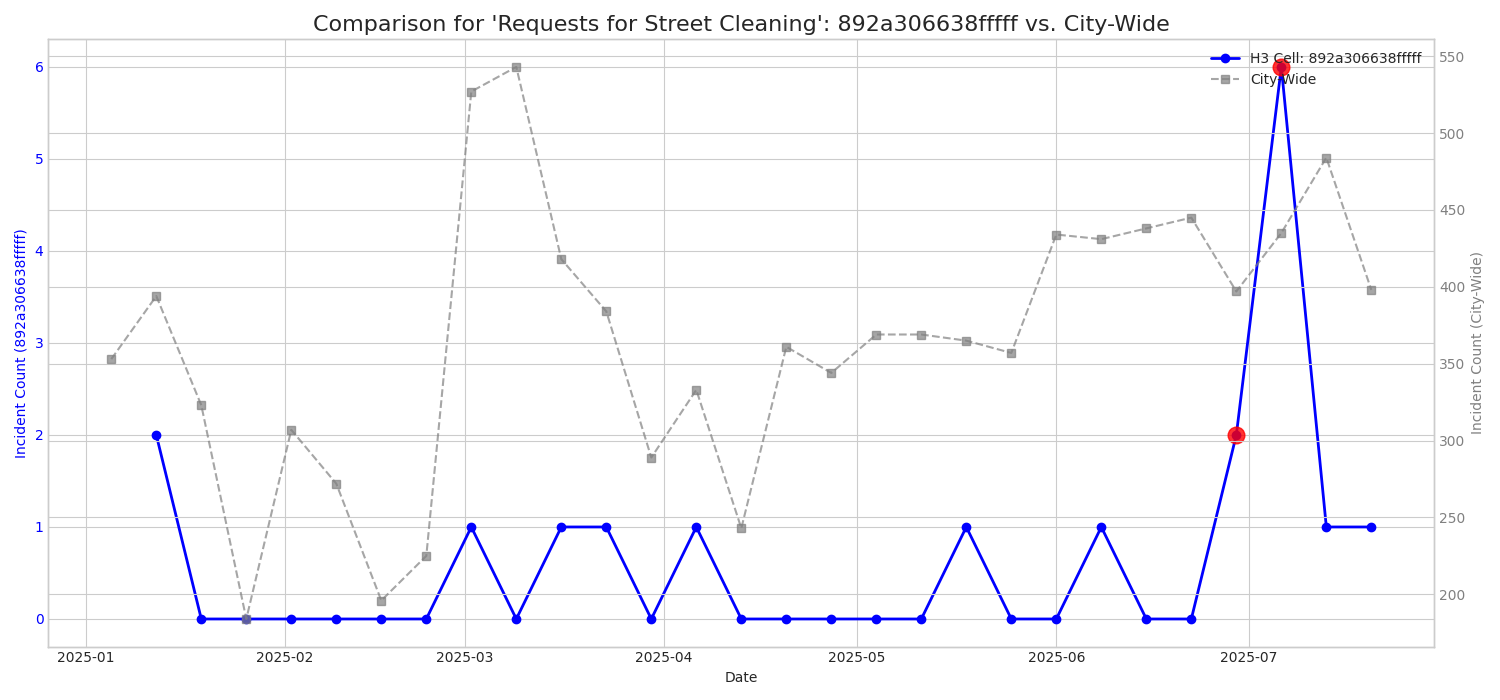 Comparison for 'Requests for Street Cleaning': 892a306638fffff vs. City-Wide
H3 Cell: 892a306638fffff
City-Wide
6
5
4
3
2
1
0
Incident Count (892a306638fffff)
550
500
450
400
350
300
250
200
Incident Count (City-Wide)
2025-01 2025-02 2025-03 2025-04 2025-05 2025-06 2025-07
Date